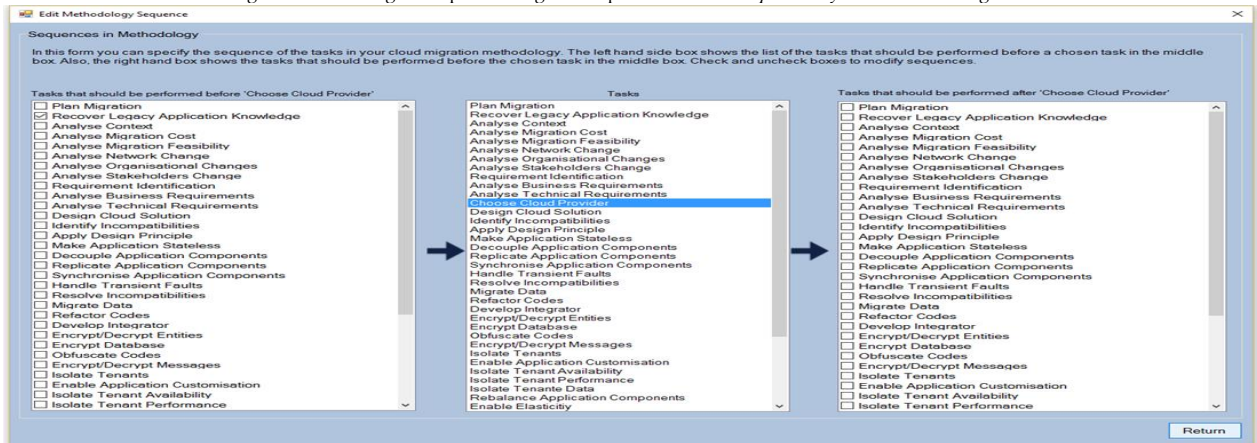 Edit Methodology Sequence
Sequences in Methodology
In this form you can specify the sequence of the tasks in your cloud migration methodology. The left hand side box shows the list of the tasks that should be performed before a chosen task in the middle
box. Also, the right hand box shows the tasks that should be performed before the chosen task in the middle box. Check and uncheck boxes to modify sequences.
Tasks that should be performed before 'Choose Cloud Provider'
Plan Migration
Recover Legacy Application Knowledge
Analyse Context
Analyse Migration Cost
Analyse Migration Feasibility
Analyse Network Change
Analyse Organisational Changes
Analyse Stakeholders Change
Requirement Identification
Analyse Business Requirements
Analyse Technical Requirements
Design Cloud Solution
Identify Incompatibilities
Apply Design Principle
Make Application Stateless
Decouple Application Components
Replicate Application Components
Synchronise Application Components
Handle Transient Faults
Resolve Incompatibilities
Migrate Data
Refactor Codes
Develop Integrator
Encrypt/Decrypt Entities
Encrypt Database
Obfuscate Codes
Encrypt/Decrypt Messages
Isolate Tenants
Enable Application Customisation
Isolate Tenant Availability
Isolate Tenant Performance
Tasks
Plan Migration
Recover Legacy Application Knowledge
Analyse Context
Analyse Migration Cost
Analyse Migration Feasibility
Analyse Network Change
Analyse Organisational Changes
Analyse Stakeholders Change
Requirement Identification
Analyse Business Requirements
Analyse Technical Requirements
Choose Cloud Provider
Design Cloud Solution
Identify Incompatibilities
Apply Design Principle
Make Application Stateless
Decouple Application Components
Replicate Application Components
Synchronise Application Components
Handle Transient Faults
Resolve Incompatibilities
Migrate Data
Refactor Codes
Develop Integrator
Encrypt/Decrypt Entities
Encrypt Database
Obfuscate Codes
Encrypt/Decrypt Messages
Isolate Tenants
Enable Application Customisation
Isolate Tenant Availability
Isolate Tenant Performance
Isolate Tenante Data
Rebalance Application Components
Enable Elasticitiy
Tasks that should be performed after 'Choose Cloud Provider'
Plan Migration
Recover Legacy Application Knowledge
Analyse Context
Analyse Migration Cost
Analyse Migration Feasibility
Analyse Network Change
Analyse Organisational Changes
Analyse Stakeholders Change
Requirement Identification
Analyse Business Requirements
Analyse Technical Requirements
Design Cloud Solution
Identify Incompatibilities
Apply Design Principle
Make Application Stateless
Decouple Application Components
Replicate Application Components
Synchronise Application Components
Handle Transient Faults
Resolve Incompatibilities
Migrate Data
Refactor Codes
Develop Integrator
Encrypt/Decrypt Entities
Encrypt Database
Obfuscate Codes
Encrypt/Decrypt Messages
Isolate Tenants
Enable Application Customisation
Isolate Tenant Availability
Isolate Tenant Performance
Return